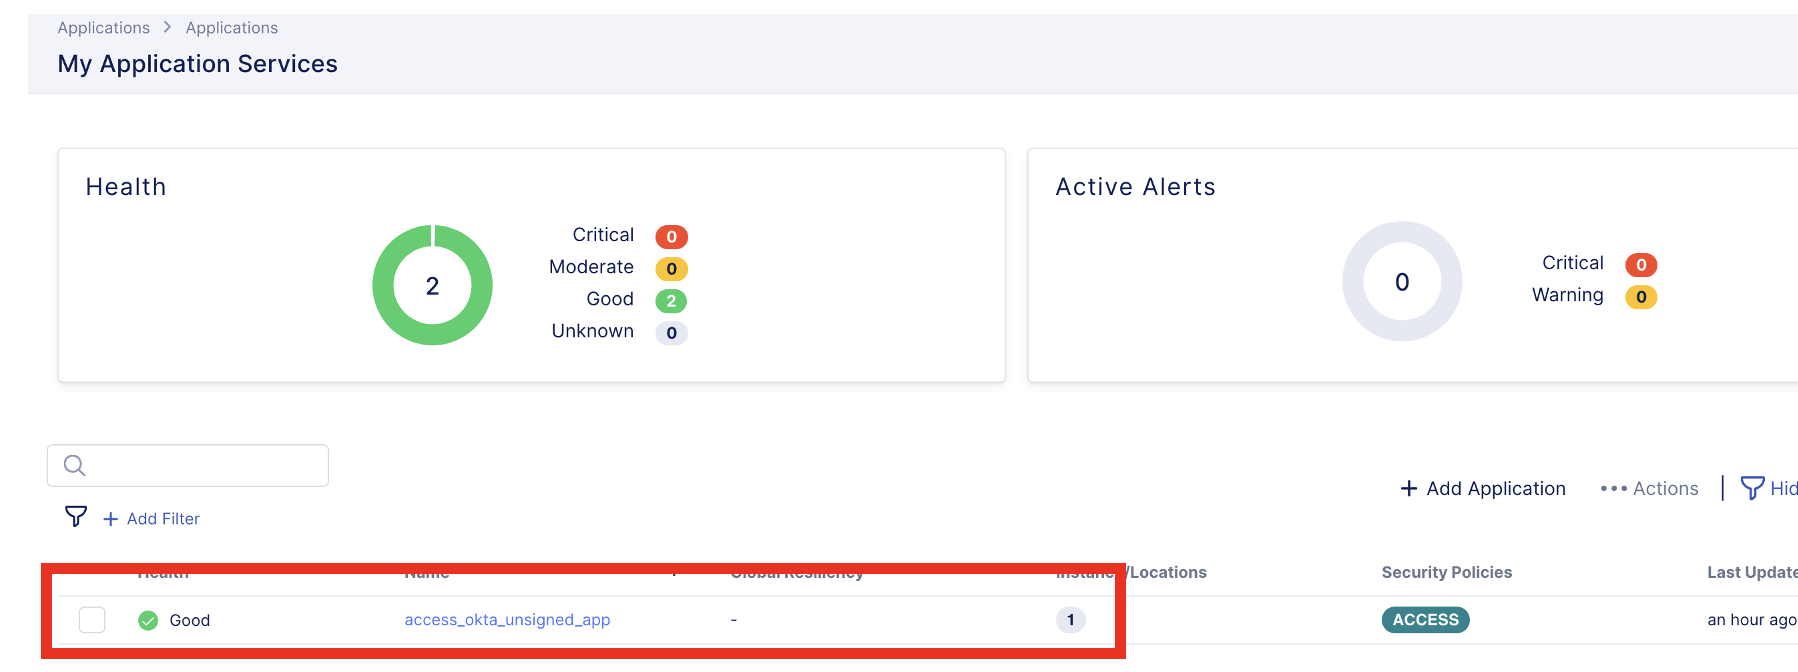 Applications > Applications
My Application Services
Health
2
Critical 0
Moderate 0
Good 2
Unknown 0
Active Alerts
0
Critical 0
Warning 0
+ Add Application ••• Actions | Hid
+ Add Filter
Health Name Global Resiliency Instances/Locations Security Policies Last Update
Good access_okta_unsigned_app - 1 ACCESS an hour ago